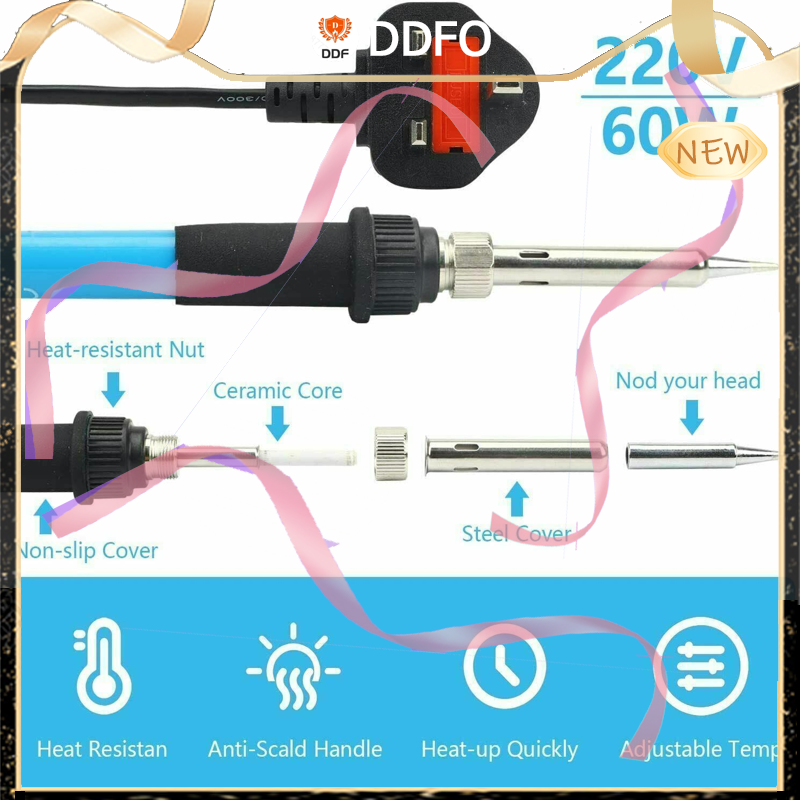 DDF
DDFO
220V
60W
NEW
Heat-resistant Nut
Ceramic Core
Nod your head
Steel Cover
Non-slip Cover
Heat Resistan
Anti-Scald Handle
Heat-up Quickly
Adjustable Temp